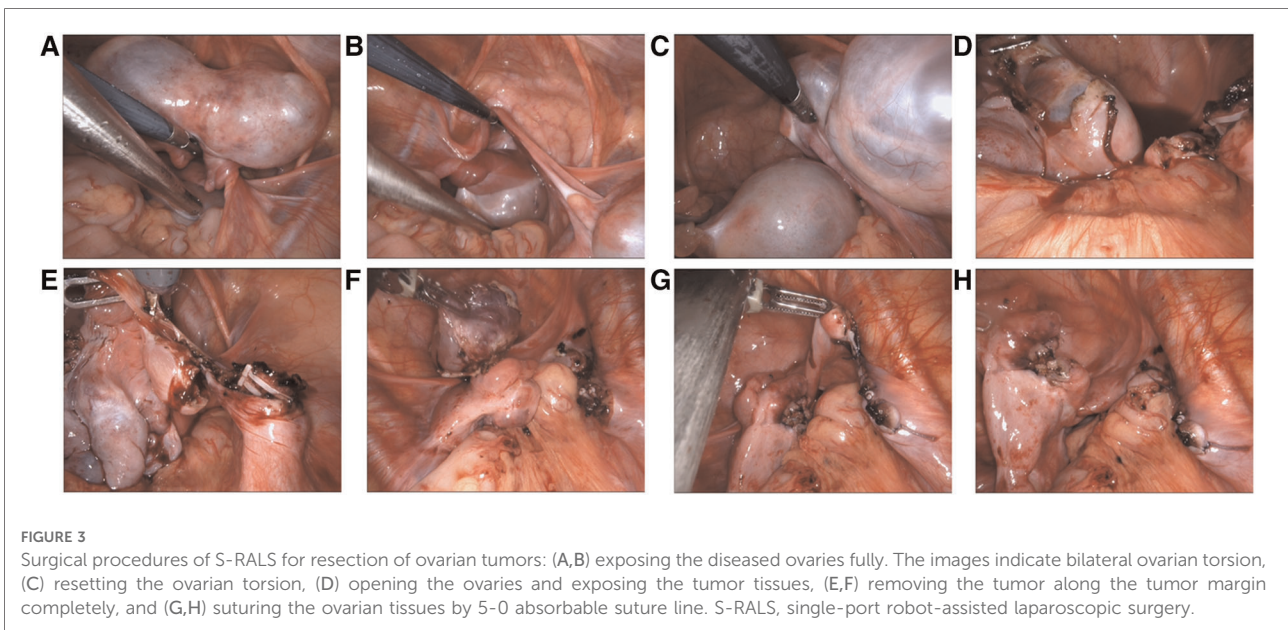 A
B
C
D
E
F
G
H
FIGURE 3
Surgical procedures of S-RALS for resection of ovarian tumors: (A,B) exposing the diseased ovaries fully. The images indicate bilateral ovarian torsion,
(C) resetting the ovarian torsion, (D) opening the ovaries and exposing the tumor tissues, (E,F) removing the tumor along the tumor margin
completely, and (G,H) suturing the ovarian tissues by 5-0 absorbable suture line. S-RALS, single-port robot-assisted laparoscopic surgery.